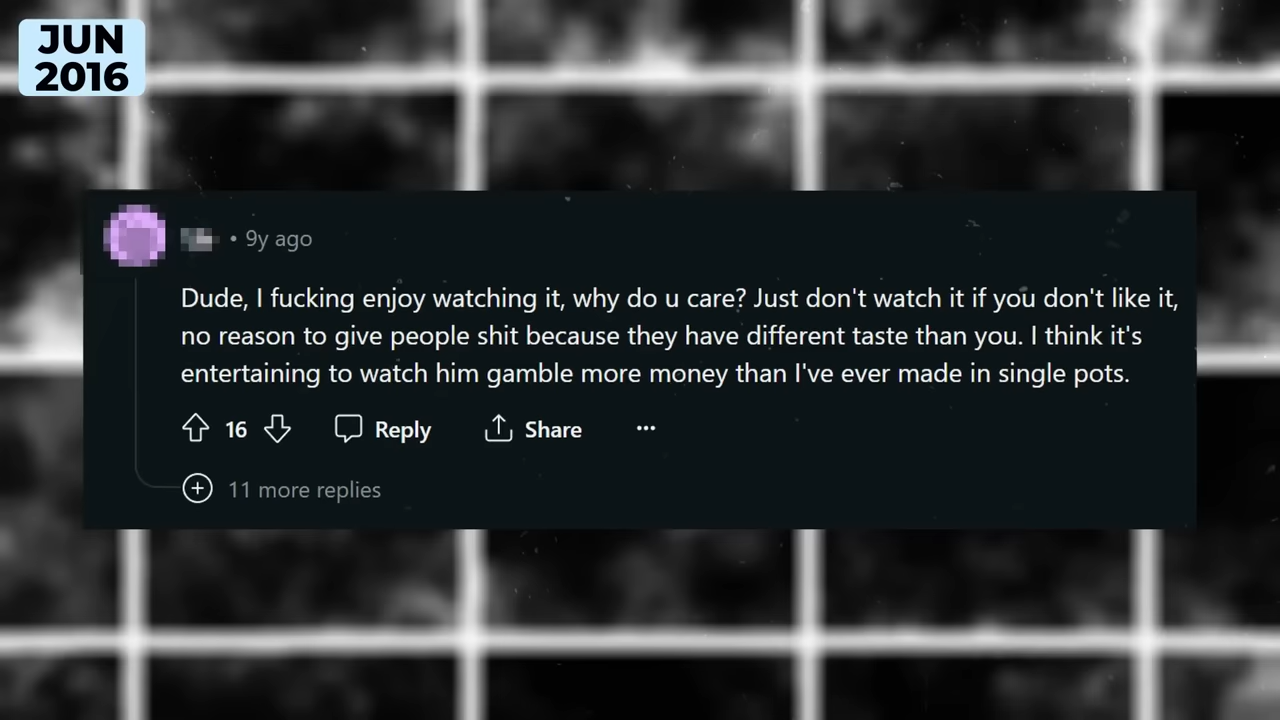 JUN
2016
• 9y ago
Dude, I fucking enjoy watching it, why do u care? Just don't watch it if you don't like it,
no reason to give people shit because they have different taste than you. I think it's
entertaining to watch him gamble more money than I've ever made in single pots.
16 Reply Share ...
11 more replies